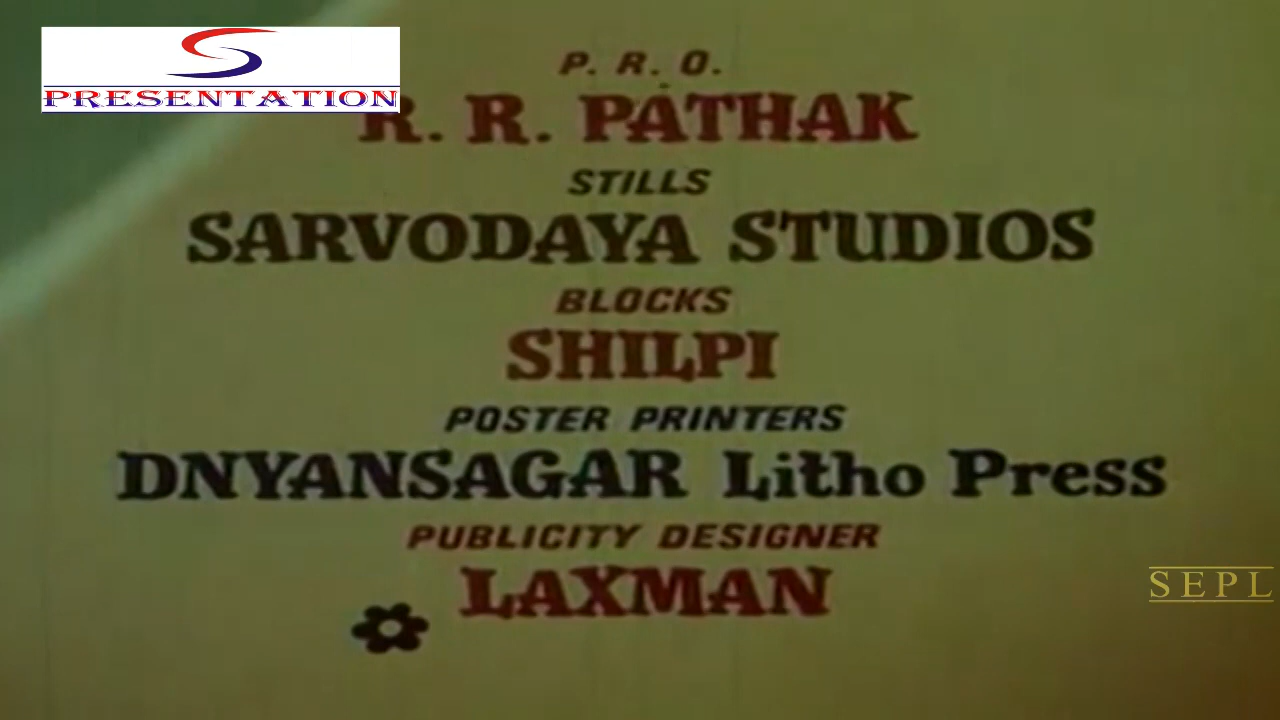 PRESENTATION
P. R. O.
R. R. PATHAK
STILLS
SARVODAYA STUDIOS
BLOCKS
SHILPI
POSTER PRINTERS
DNYANSAGAR Litho Press
PUBLICITY DESIGNER
LAXMAN
SEPL